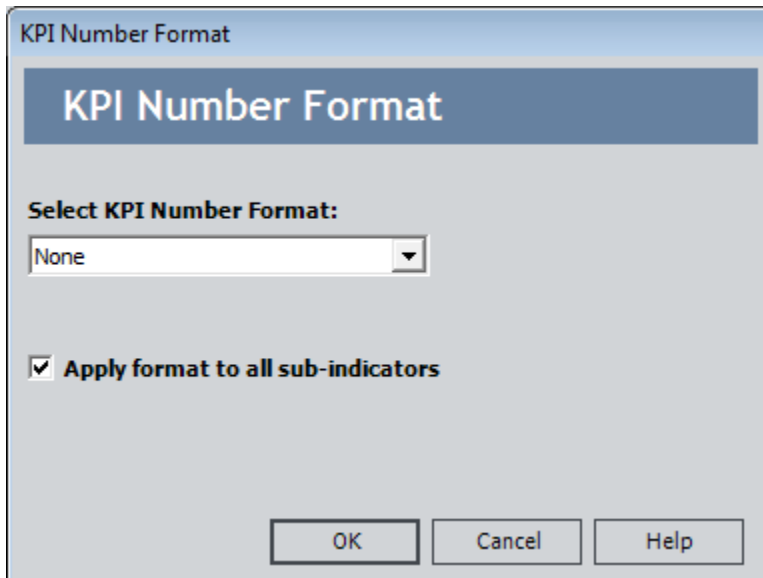 KPI Number Format
KPI Number Format
Select KPI Number Format:
None
Apply format to all sub-indicators
OK Cancel Help